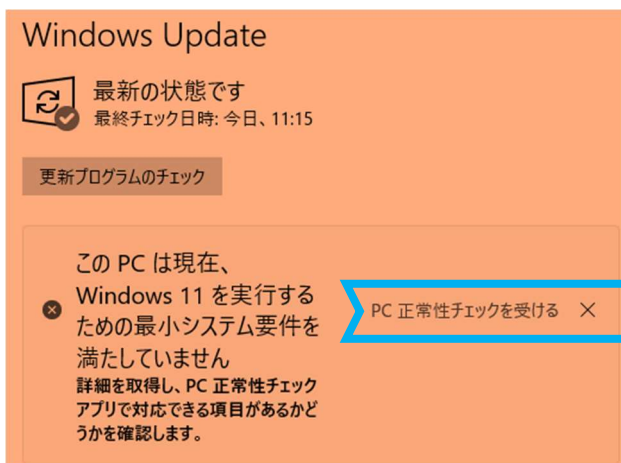 Windows Update
最新の状態です
最終チェック日時: 今日、11:15
更新プログラムのチェック
この PC は現在、
Windows 11 を実行する
ための最小システム要件を
満たしていません
詳細を取得し、PC 正常性チェック
アプリで対応できる項目があるかど
うかを確認します。
PC 正常性チェックを受ける